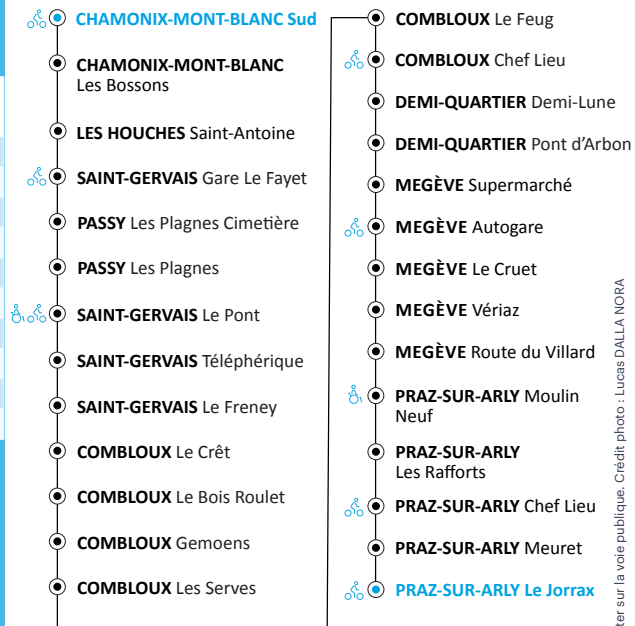 CHAMONIX-MONT-BLANC Sud
CHAMONIX-MONT-BLANC
Les Bossons
LES HOUCHES Saint-Antoine
SAINT-GERVAIS Gare Le Fayet
PASSY Les Plagnes Cimetière
PASSY Les Plagnes
SAINT-GERVAIS Le Pont
SAINT-GERVAIS Téléphérique
SAINT-GERVAIS Le Freney
COMBLOUX Le Crêt
COMBLOUX Le Bois Roulet
COMBLOUX Gemoens
COMBLOUX Les Serves
COMBLOUX Le Feug
COMBLOUX Chef Lieu
DEMI-QUARTIER Demi-Lune
DEMI-QUARTIER Pont d'Arbon
MEGÈVE Supermarché
MEGÈVE Autogare
MEGÈVE Le Cruet
MEGÈVE Vériaz
MEGÈVE Route du Villard
PRAZ-SUR-ARLY Moulin
Neuf
PRAZ-SUR-ARLY
Les Rafforts
PRAZ-SUR-ARLY Chef Lieu
PRAZ-SUR-ARLY Meuret
PRAZ-SUR-ARLY Le Jorrax
ter sur la voie publique. Crédit photo : Lucas DALLA NORA